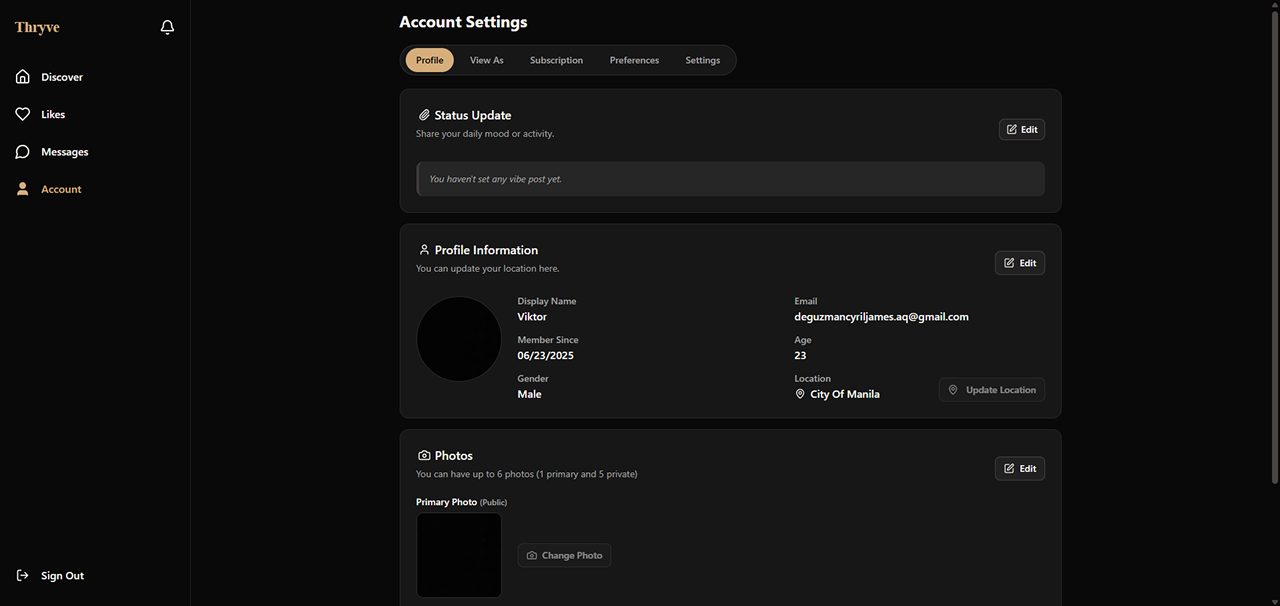 Thryve
Discover
Likes
Messages
Account
Sign Out
Account Settings
Profile View As Subscription Preferences Settings
Status Update
Share your daily mood or activity.
Edit
You haven't set any vibe post yet.
Profile Information
You can update your location here.
Edit
Display Name
Viktor
Email
deguzmancyriljames.aq@gmail.com
Member Since
06/23/2025
Age
23
Gender
Male
Location
City Of Manila
Update Location
Photos
You can have up to 6 photos (1 primary and 5 private)
Edit
Primary Photo (Public)
Change Photo